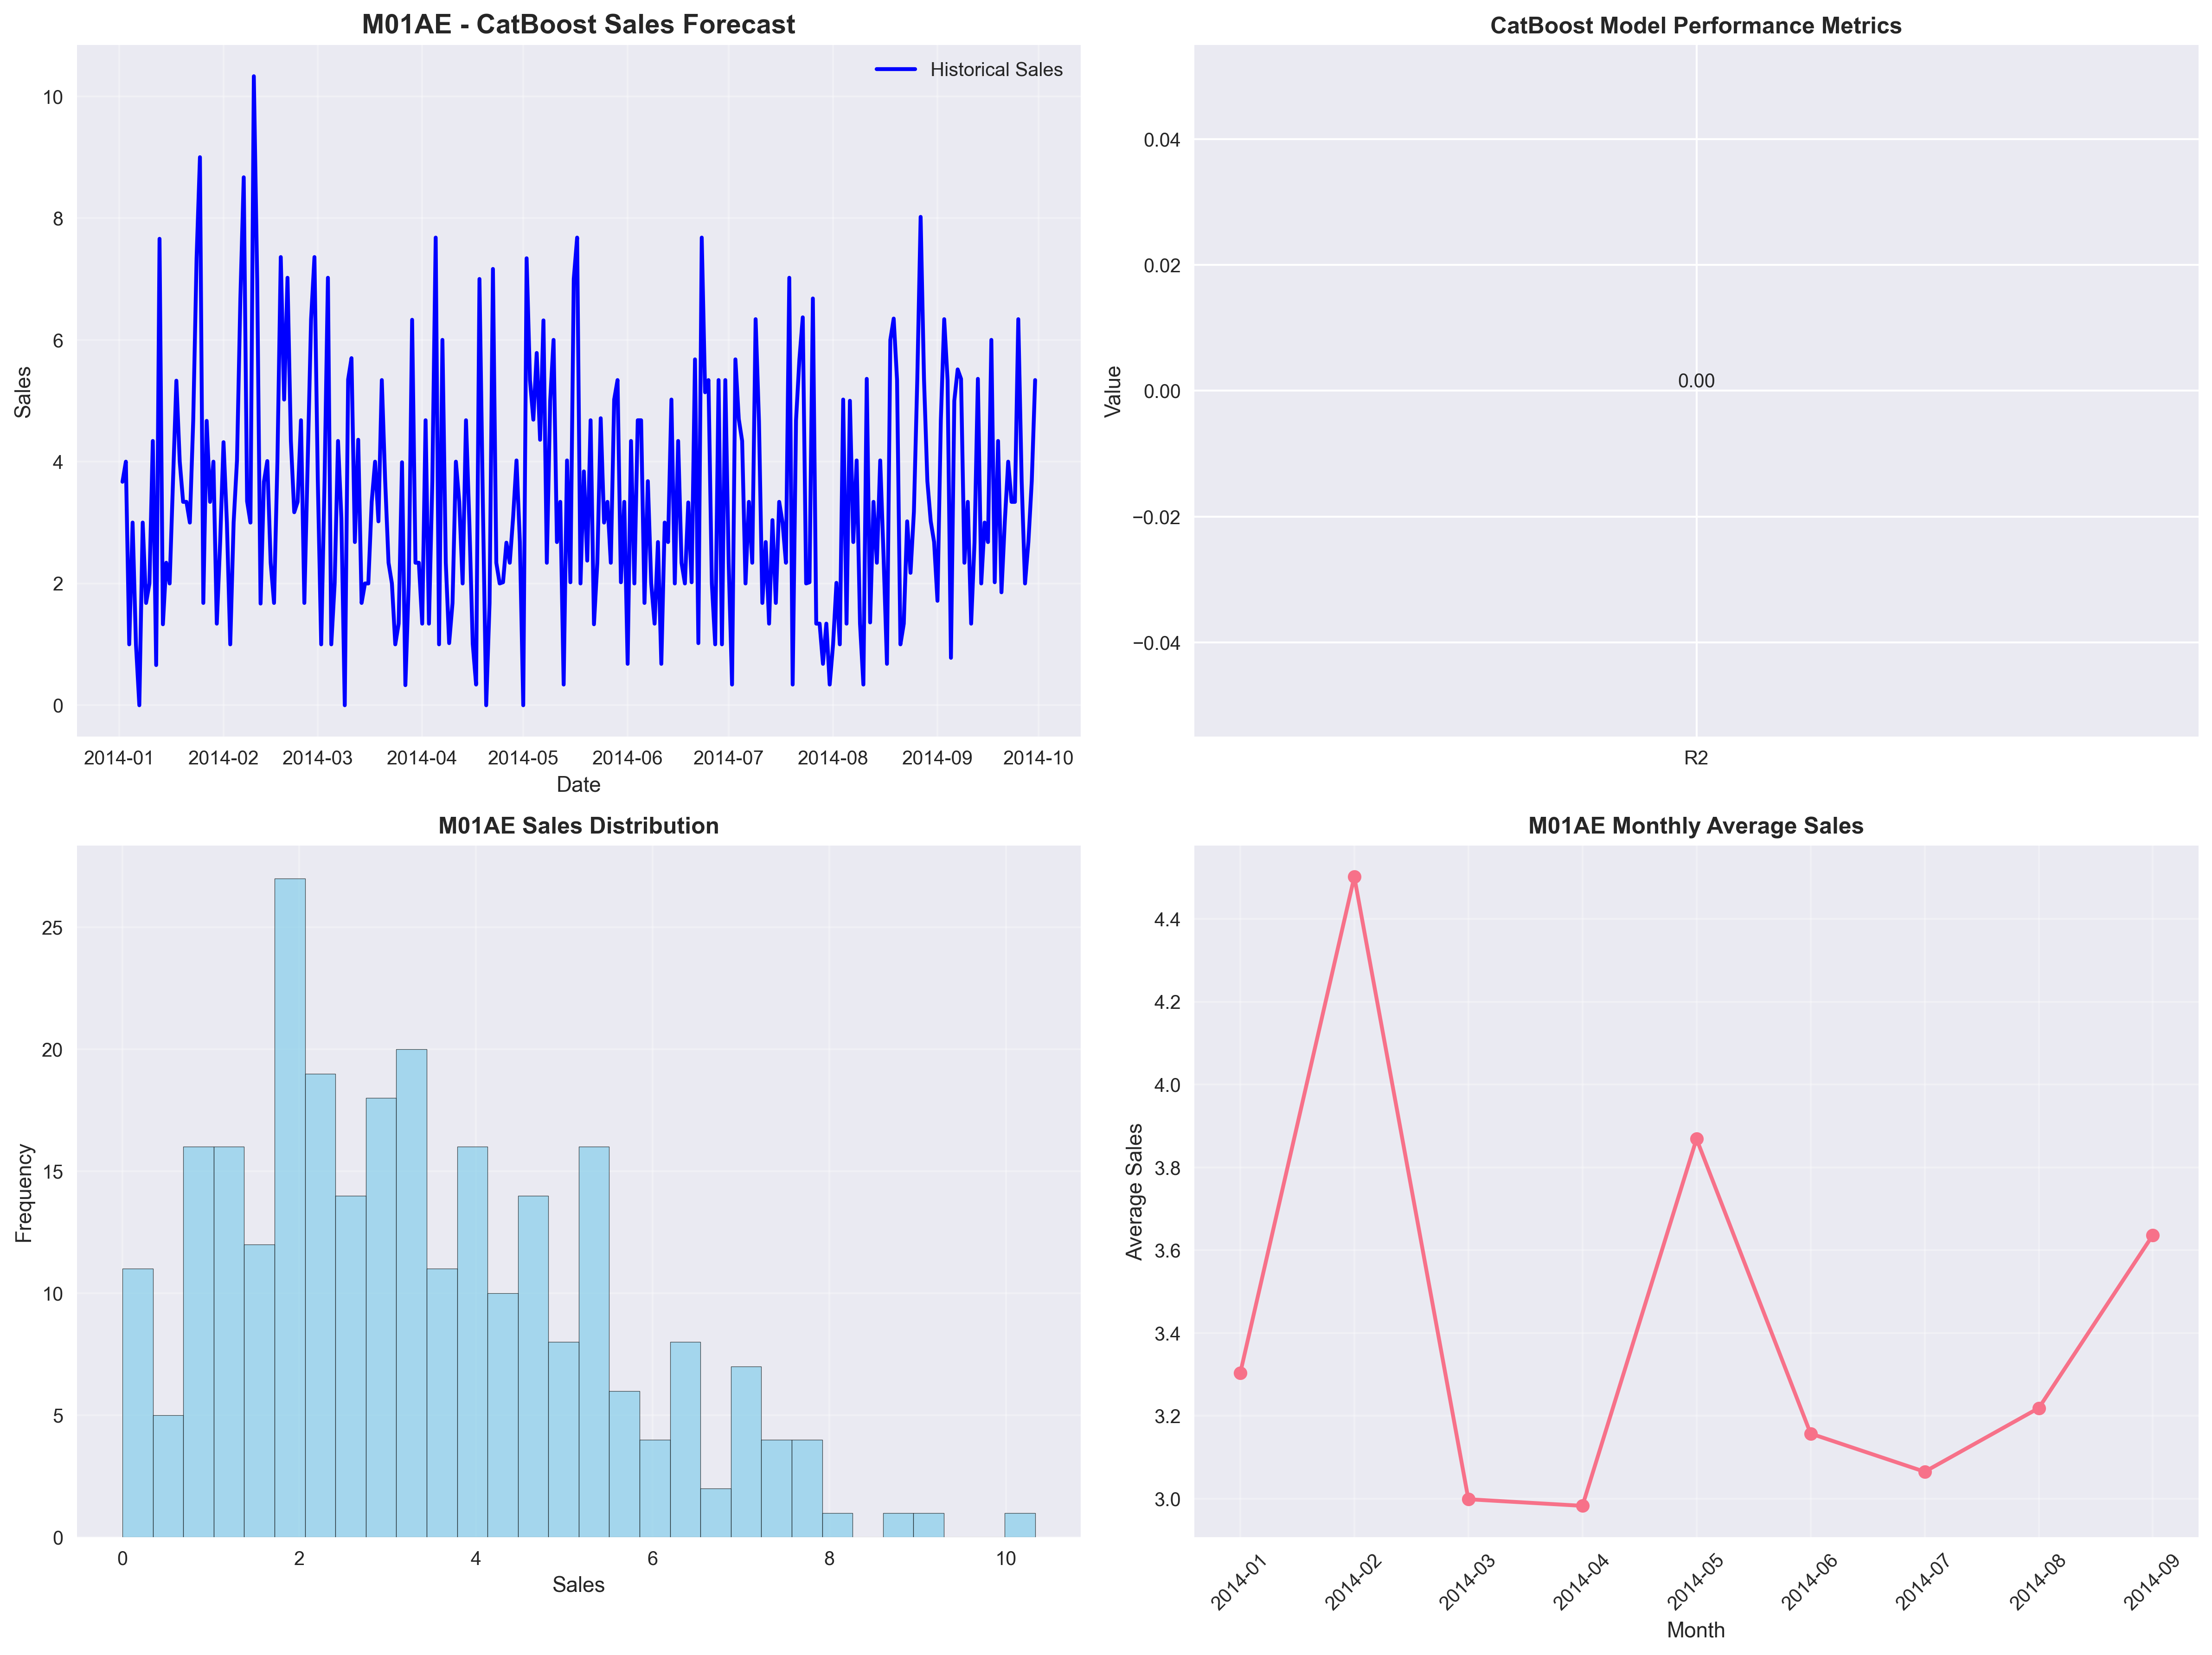 M01AE - CatBoost Sales Forecast
Historical Sales
10
8
6
4
2
0
Sales
2014-01 2014-02 2014-03 2014-04 2014-05 2014-06 2014-07 2014-08 2014-09 2014-10
Date
CatBoost Model Performance Metrics
0.04
0.02
0.00
−0.02
−0.04
Value
0.00
R2
M01AE Sales Distribution
25
20
15
10
5
0
Frequency
0 2 4 6 8 10
Sales
M01AE Monthly Average Sales
4.4
4.2
4.0
3.8
3.6
3.4
3.2
3.0
Average Sales
2014-01 2014-02 2014-03 2014-04 2014-05 2014-06 2014-07 2014-08 2014-09
Month